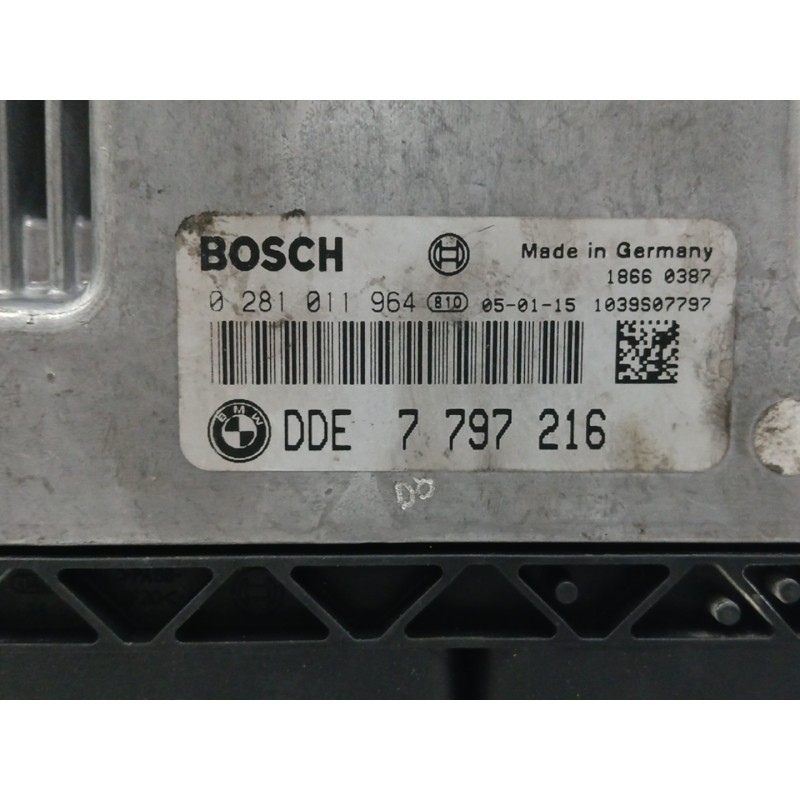 BOSCH
Made in Germany
1866 0387
0 281 011 964 810 05-01-15 1039S07797
BMW DDE 7 797 216